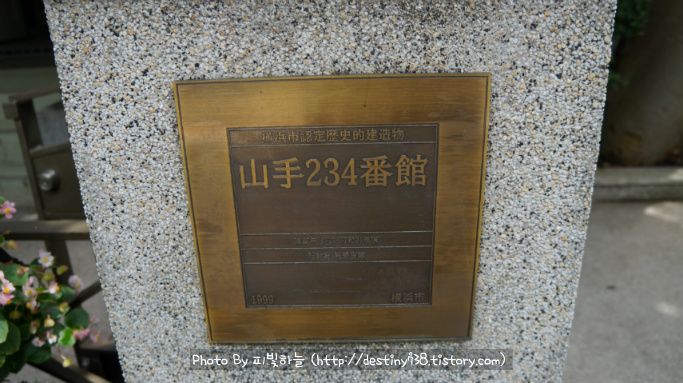 横浜市認定歴史的建造物
山手234番館
1999 横浜市
Photo By 피빛하늘 (http://destiny738.tistory.com)